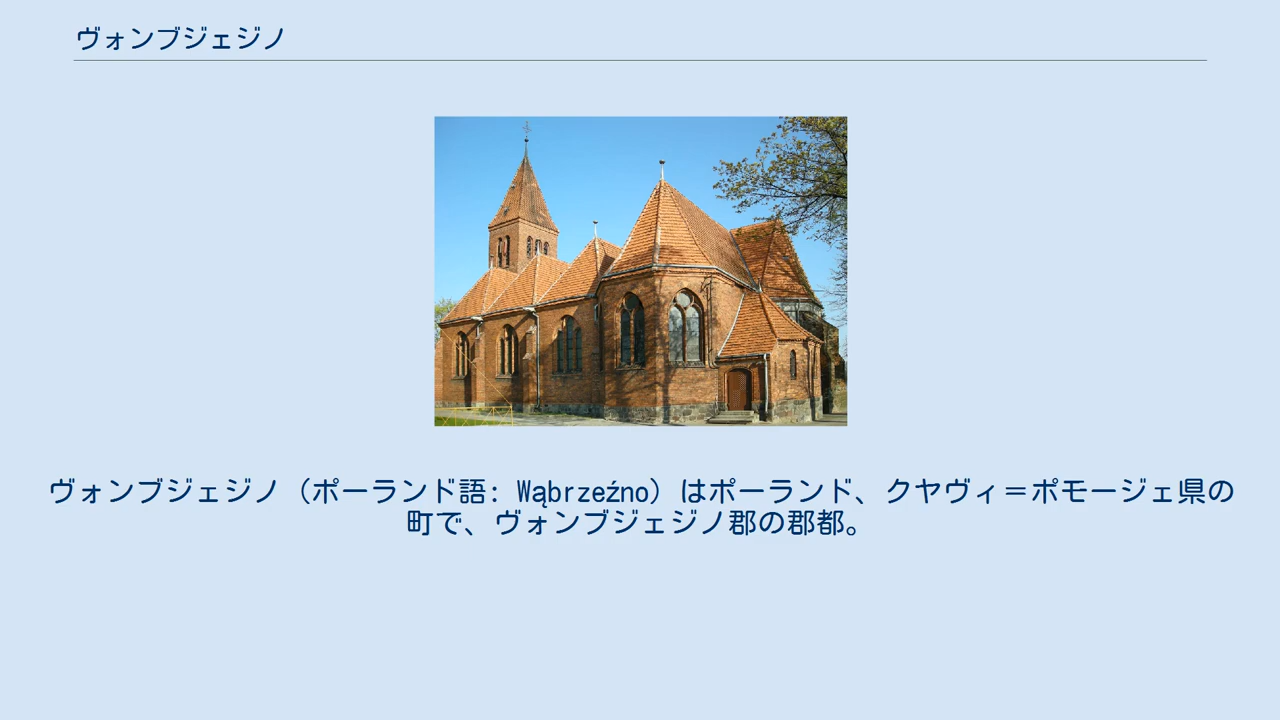 ヴォンブジェジノ
ヴォンブジェジノ（ポーランド語: Wąbrzeźno）はポーランド、クヤヴィ＝ポモージェ県の
町で、ヴォンブジェジノ郡の郡都。